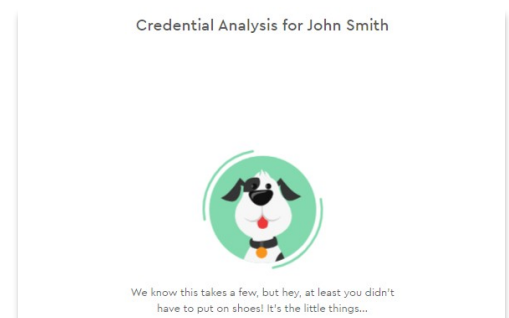 Credential Analysis for John Smith
We know this takes a few, but hey, at least you didn't
have to put on shoes! It's the little things...